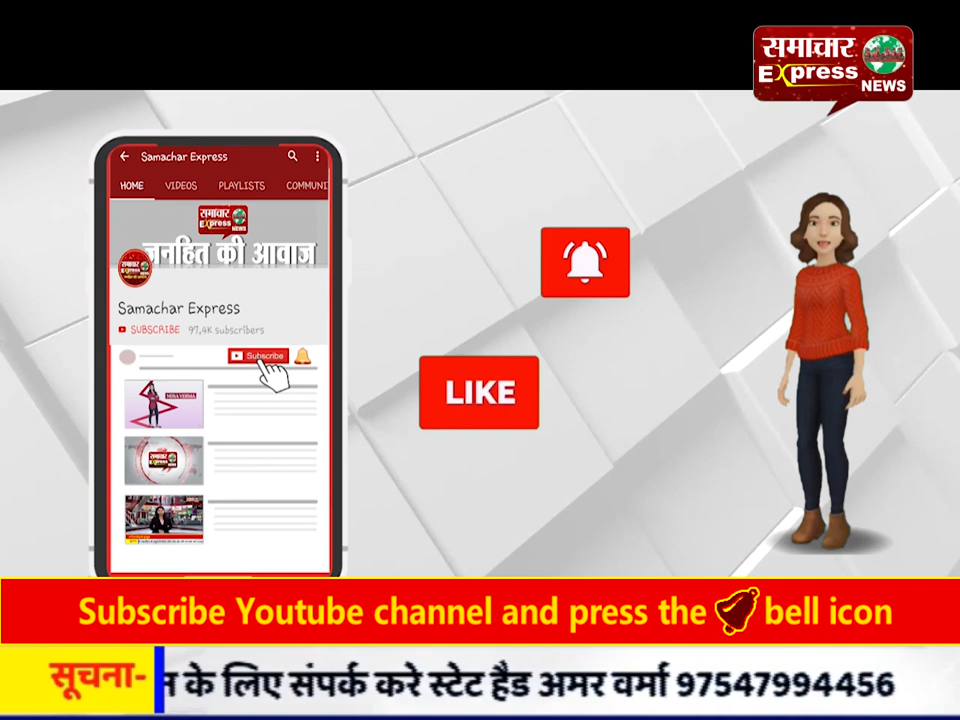 समाचार
Express
NEWS
Samachar Express
HOME VIDEOS PLAYLISTS COMMUNI
समाचार
Express
NEWS
जनहित की आवाज
Samachar Express
SUBSCRIBE 97.4K subscribers
Subscribe
LIKE
Subscribe Youtube channel and press the bell icon
सूचना- न के लिए संपर्क करे स्टेट हैड अमर वर्मा 97547994456